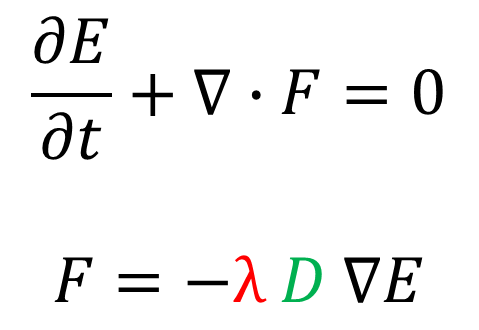 ∂E/∂t + ∇ · F = 0
F = −λ D ∇E